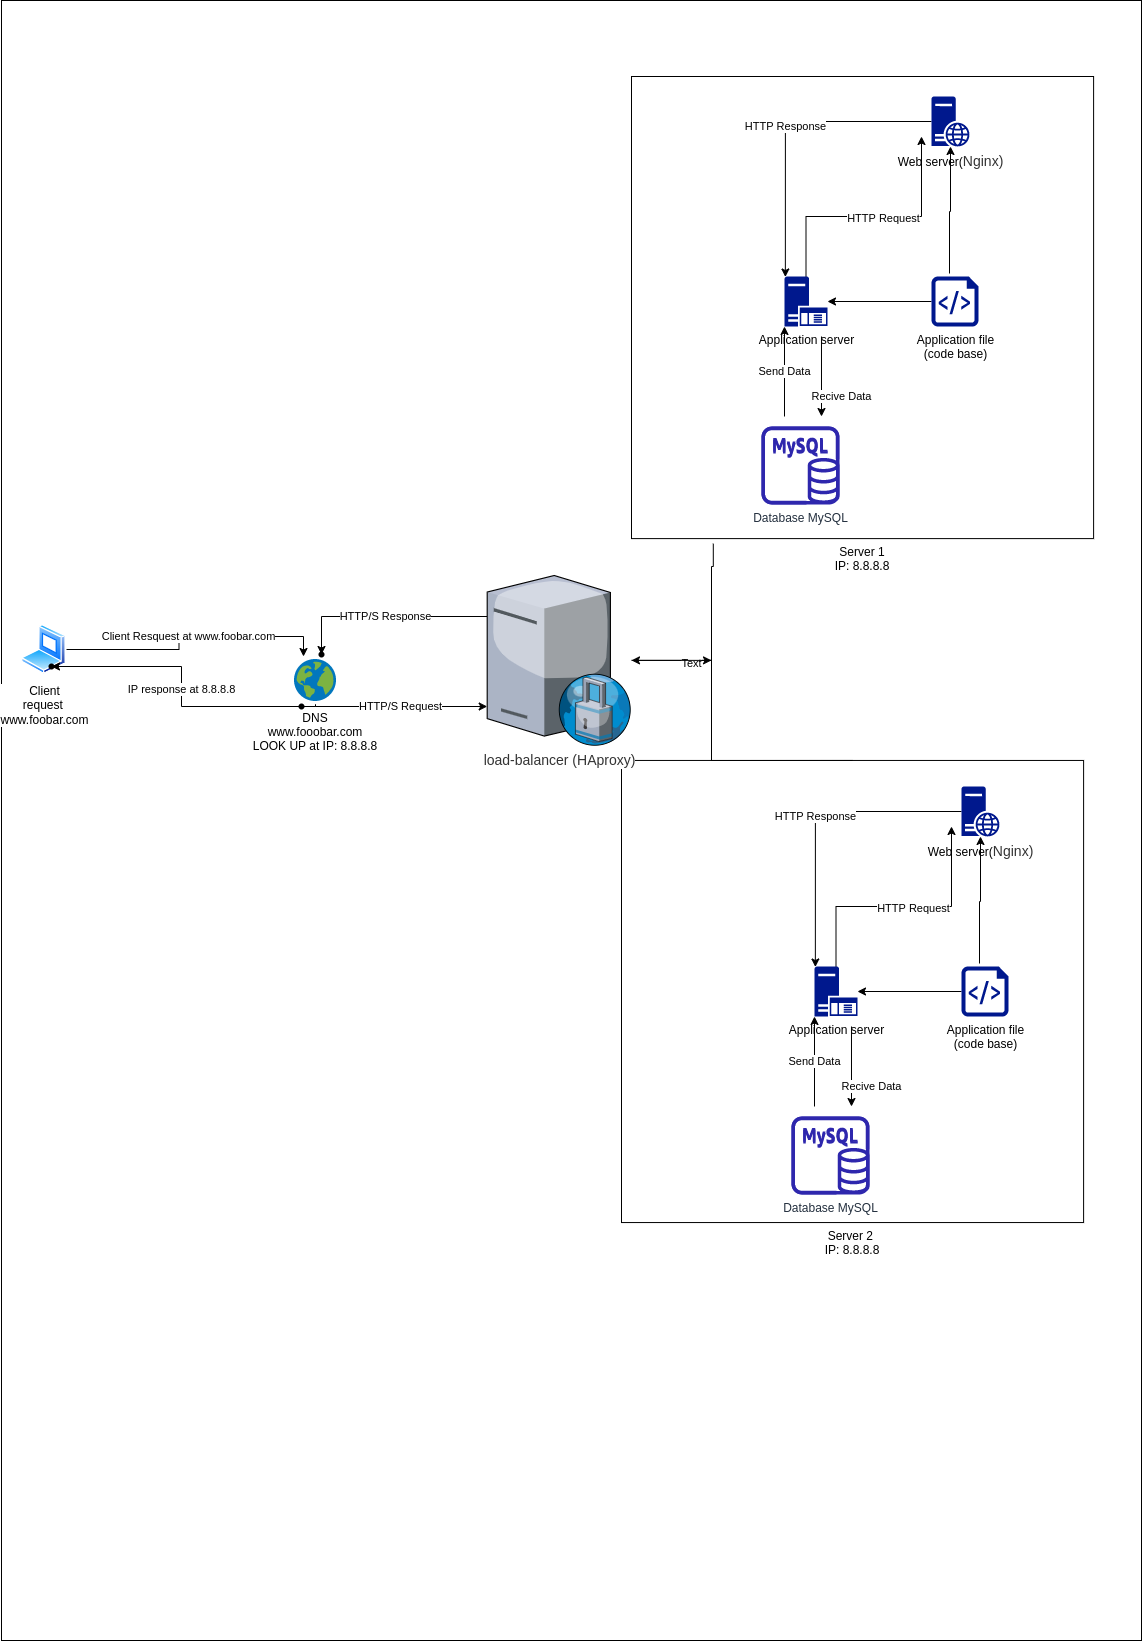 HTTP Response
Web server(Nginx)
HTTP Request
Application server
Application file
(code base)
Send Data
Recive Data
MySQL
Database MySQL
Server 1
IP: 8.8.8.8
HTTP/S Response
Client Resquest at www.foobar.com
Text
Client
request
www.foobar.com
IP response at 8.8.8.8
HTTP/S Request
DNS
www.fooobar.com
LOOK UP at IP: 8.8.8.8
load-balancer (HAproxy)
HTTP Response
Web server(Nginx)
HTTP Request
Application server
Application file
(code base)
Send Data
Recive Data
MySQL
Database MySQL
Server 2
IP: 8.8.8.8